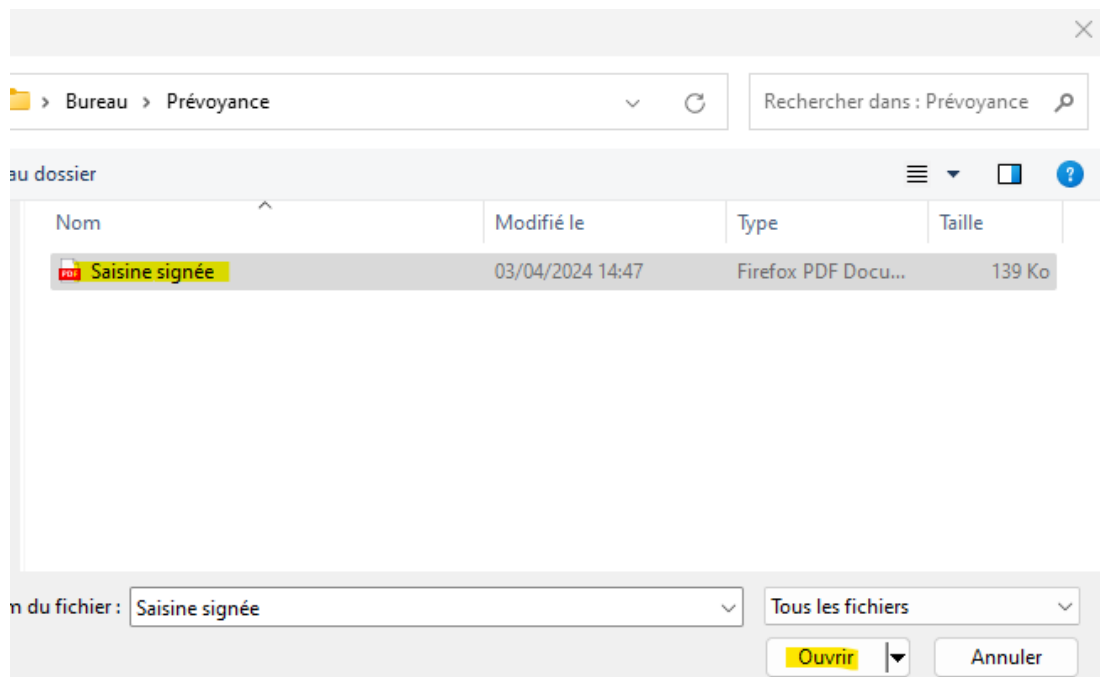 Bureau > Prévoyance
Rechercher dans : Prévoyance
au dossier
?
Nom
Modifié le
Type
Taille
PDF Saisine signée
03/04/2024 14:47
Firefox PDF Docu...
139 Ko
m du fichier : Saisine signée
Tous les fichiers
Ouvrir
Annuler